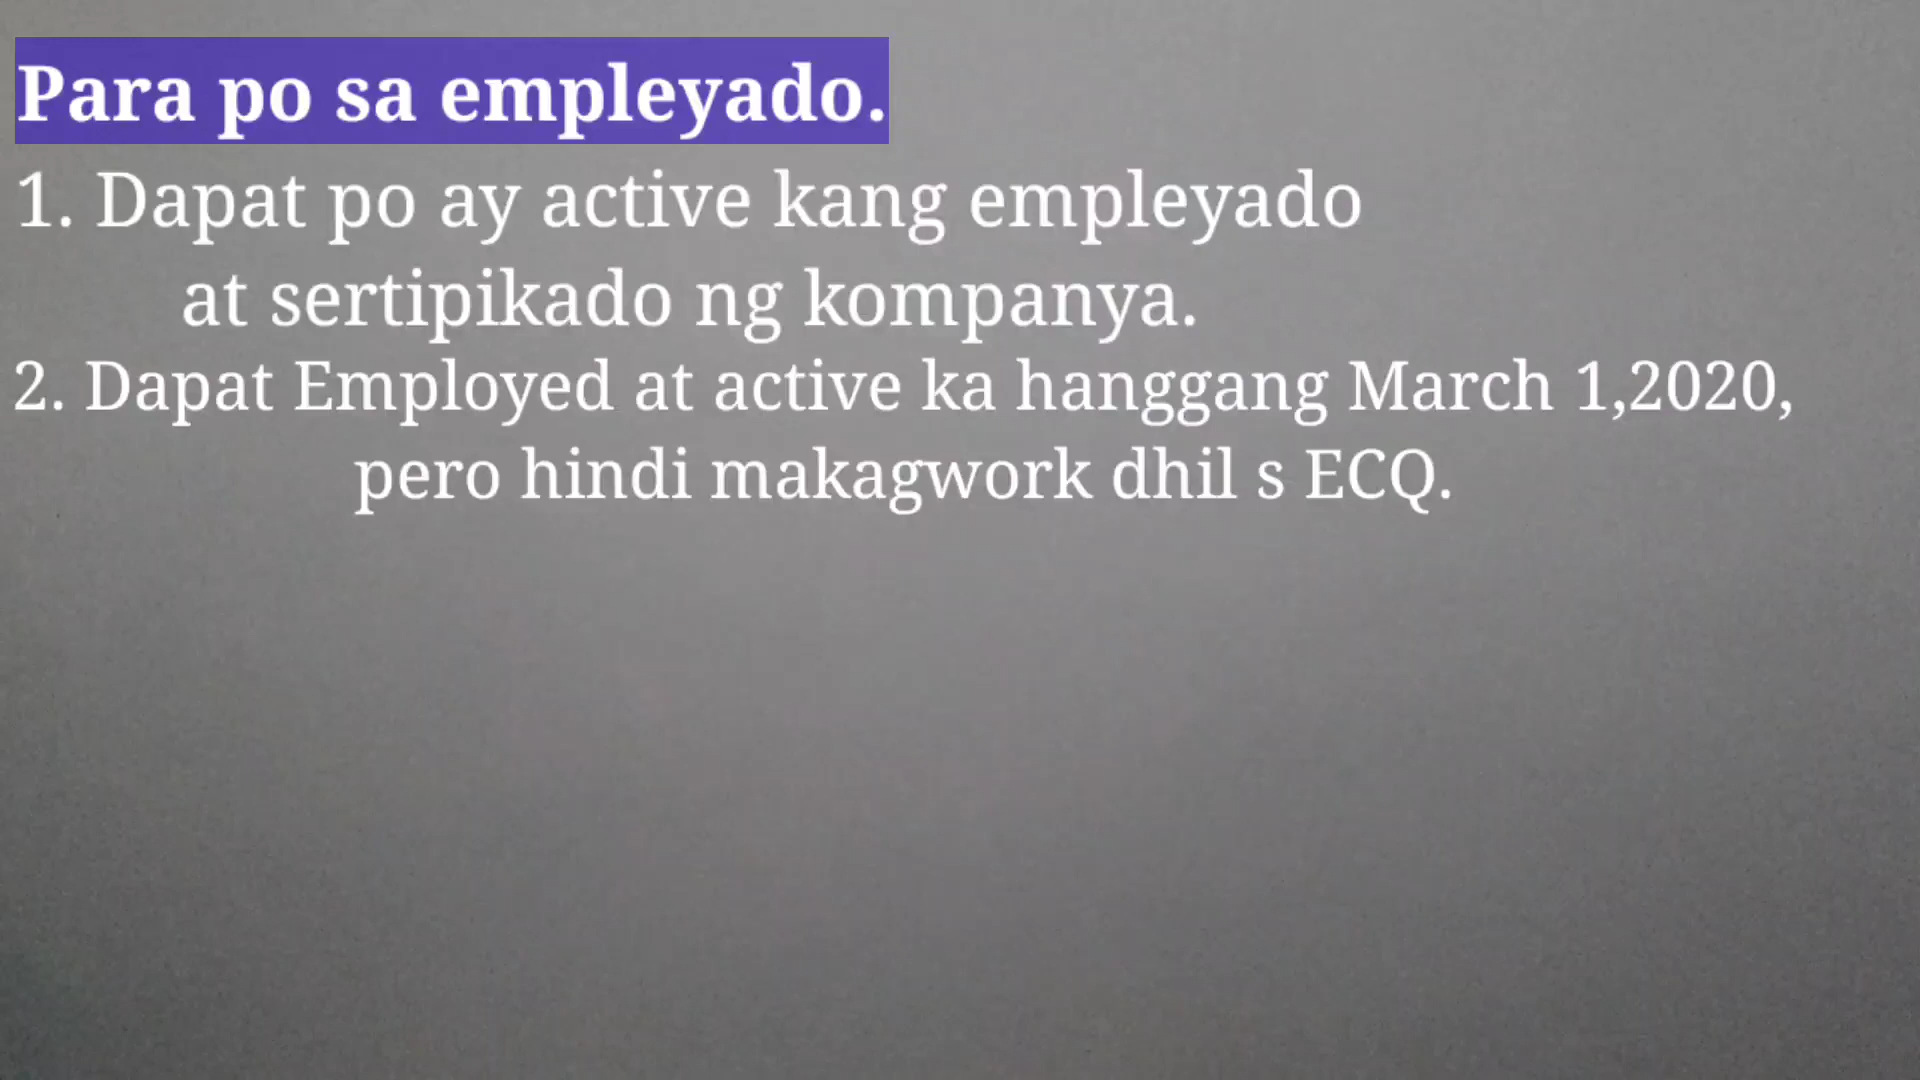 Para po sa empleyado.
1. Dapat po ay active kang empleyado
at sertipikado ng kompanya.
2. Dapat Employed at active ka hanggang March 1,2020,
pero hindi makagwork dhil s ECQ.